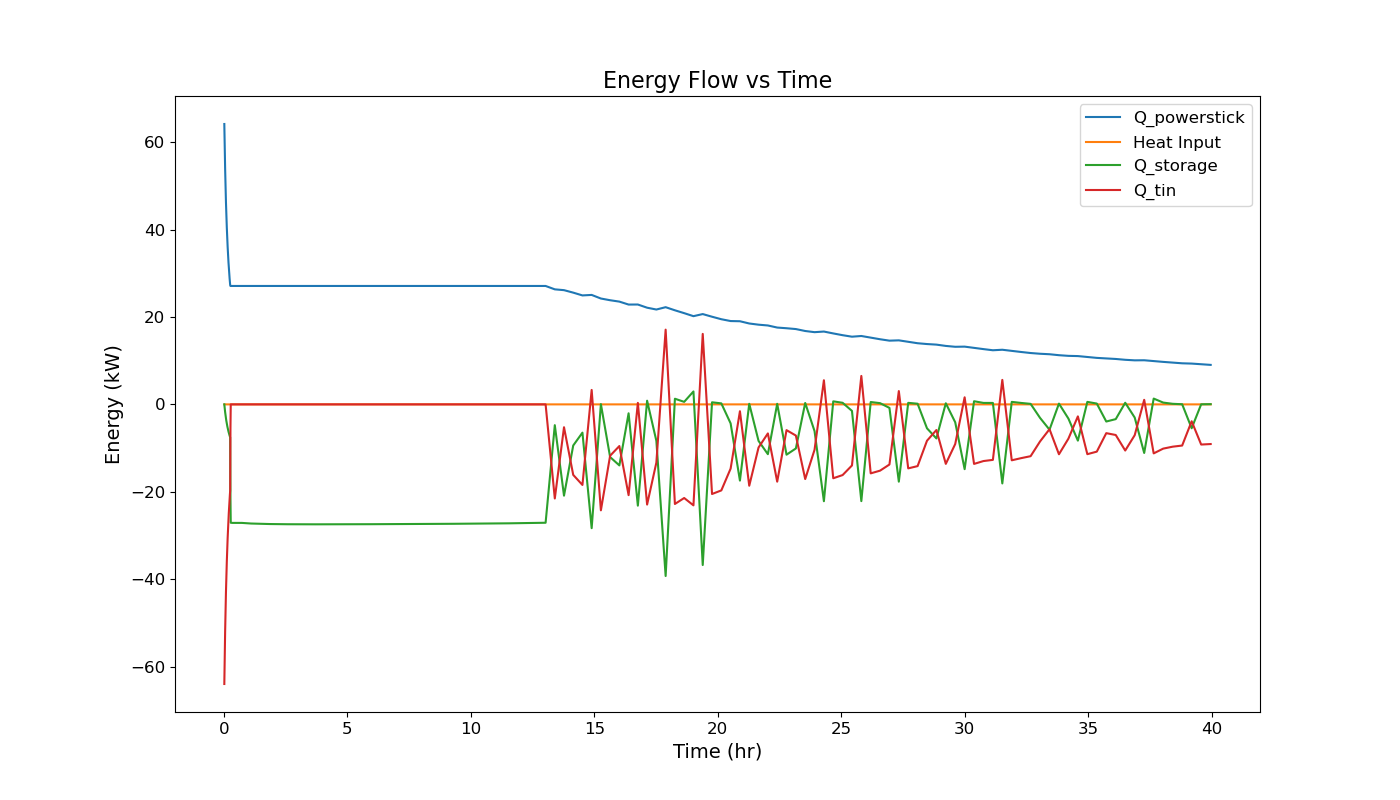 Energy Flow vs Time
Q_powerstick
Heat Input
Q_storage
Q_tin
Energy (kW)
60
40
20
0
−20
−40
−60
0 5 10 15 20 25 30 35 40
Time (hr)